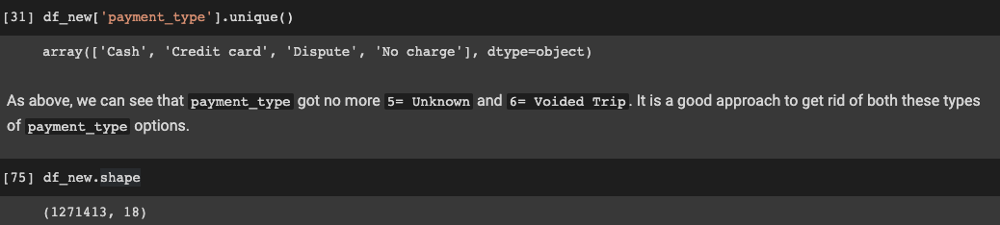 [31] df_new['payment_type'].unique()
array(['Cash', 'Credit card', 'Dispute', 'No charge'], dtype=object)
As above, we can see that payment_type got no more 5= Unknown and 6= Voided Trip. It is a good approach to get rid of both these types
of payment_type options.
[75] df_new.shape
(1271413, 18)